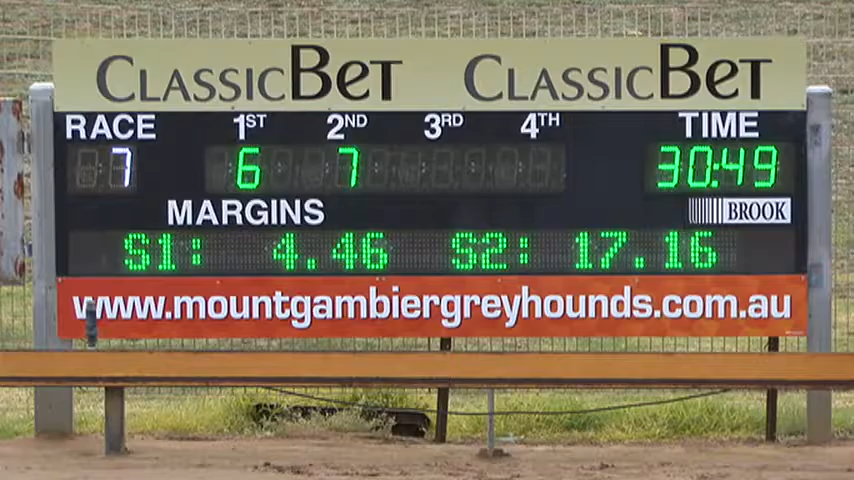 CLASSICBET CLASSICBET
RACE 1ST 2ND 3RD 4TH TIME
7 6 7 30:49
MARGINS BROOK
S1: 4.46 S2: 17.16
www.mountgambiergreyhounds.com.au